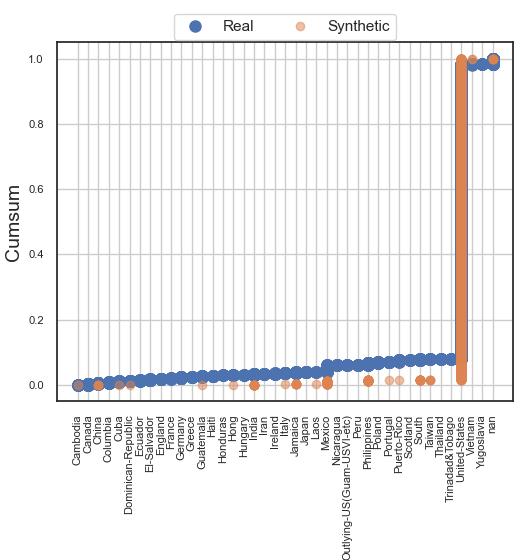 Real Synthetic
Cumsum
1.0
0.8
0.6
0.4
0.2
0.0
Cambodia
Canada
China
Columbia
Cuba
Dominican-Republic
Ecuador
El-Salvador
England
France
Germany
Greece
Guatemala
Haiti
Honduras
Hong
Hungary
India
Iran
Ireland
Italy
Jamaica
Japan
Laos
Mexico
Nicaragua
Outlying-US(Guam-USVI-etc)
Peru
Philippines
Poland
Portugal
Puerto-Rico
Scotland
South
Taiwan
Thailand
Trinadad&Tobago
United-States
Vietnam
Yugoslavia
nan